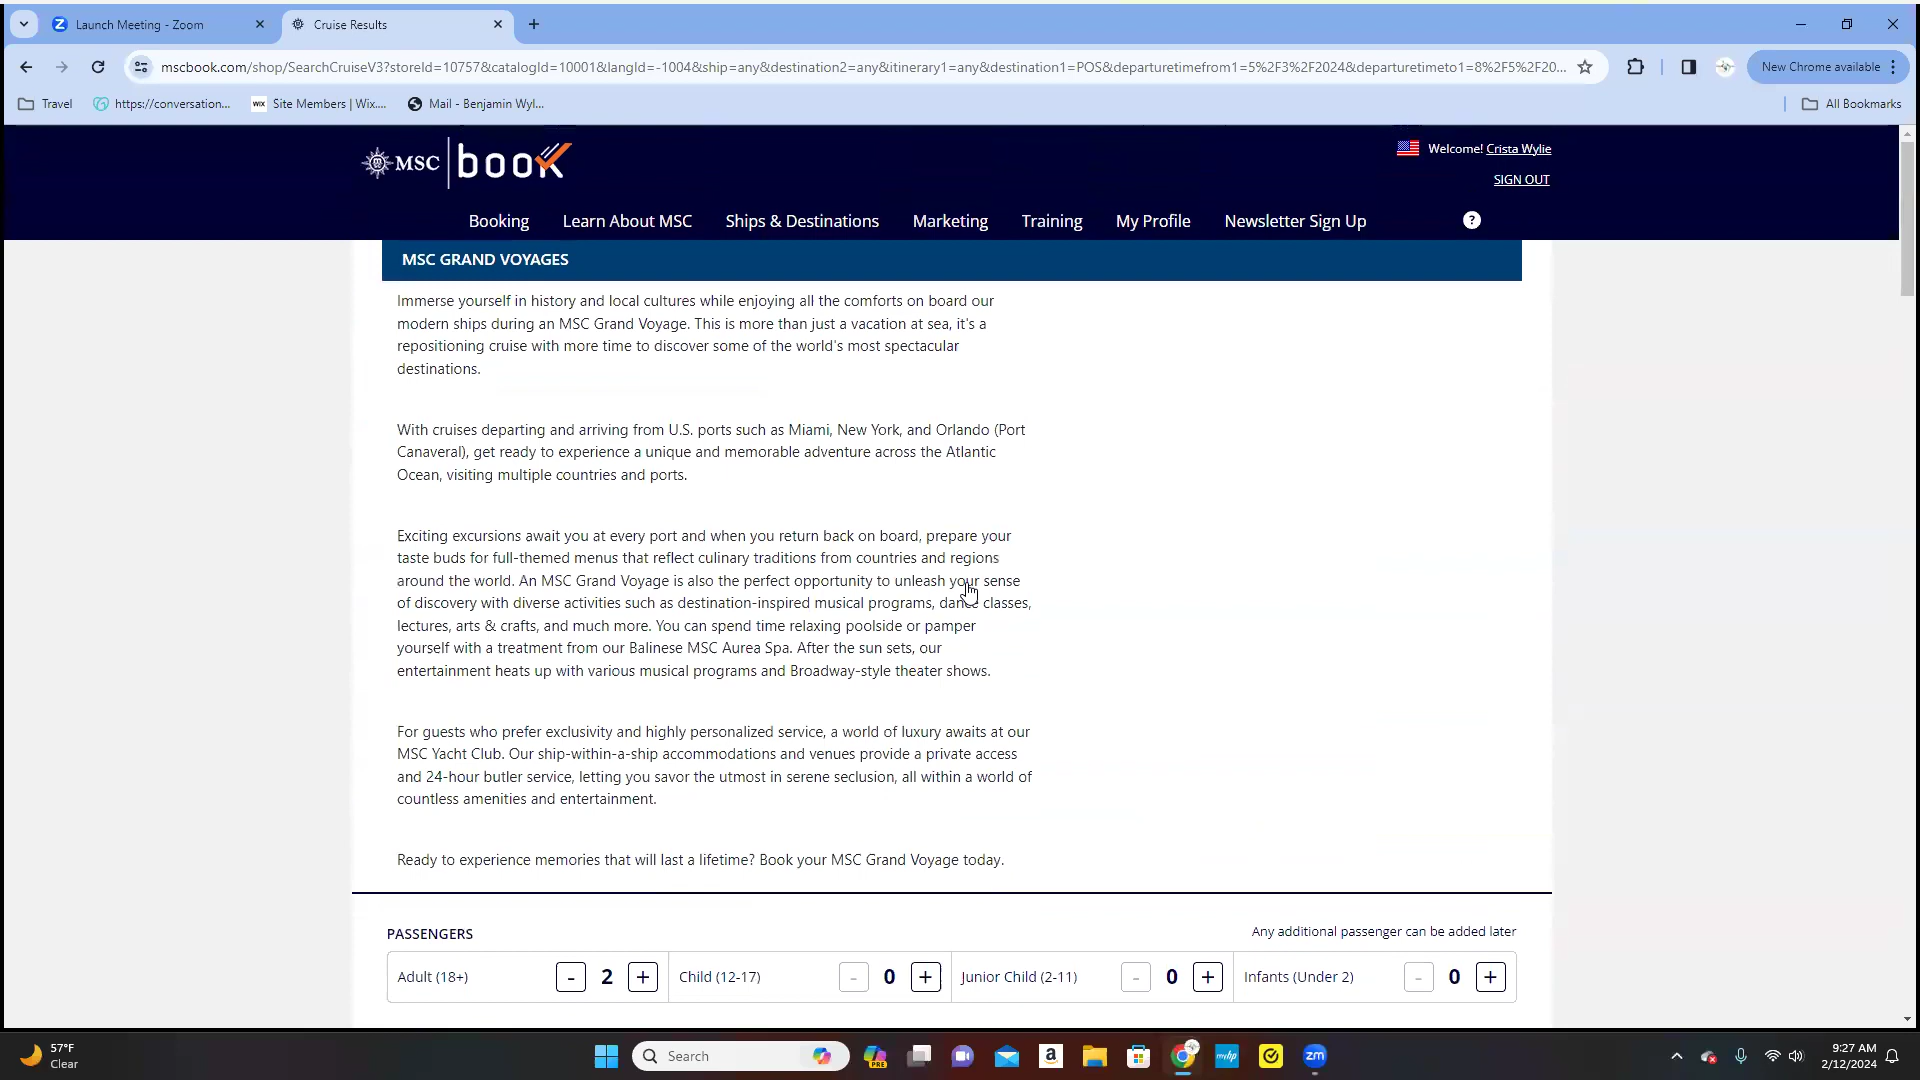 Launch Meeting - Zoom
Cruise Results
mscbook.com/shop/SearchCruiseV3?storeId=10757&catalogId=10001&langId=-1004&ship=any&destination2=any&itinerary1=any&destination1=POS&departuretimefrom1=5%2F3%2F2024&departuretimeto1=8%2F5%2F20...
New Chrome available
Travel
https://conversation...
WIX Site Members | Wix....
Mail - Benjamin Wyl...
All Bookmarks
MSC book
Welcome! Crista Wylie
SIGN OUT
Booking
Learn About MSC
Ships & Destinations
Marketing
Training
My Profile
Newsletter Sign Up
?
MSC GRAND VOYAGES
Immerse yourself in history and local cultures while enjoying all the comforts on board our
modern ships during an MSC Grand Voyage. This is more than just a vacation at sea, it's a
repositioning cruise with more time to discover some of the world's most spectacular
destinations.
With cruises departing and arriving from U.S. ports such as Miami, New York, and Orlando (Port
Canaveral), get ready to experience a unique and memorable adventure across the Atlantic
Ocean, visiting multiple countries and ports.
Exciting excursions await you at every port and when you return back on board, prepare your
taste buds for full-themed menus that reflect culinary traditions from countries and regions
around the world. An MSC Grand Voyage is also the perfect opportunity to unleash your sense
of discovery with diverse activities such as destination-inspired musical programs, dance classes,
lectures, arts & crafts, and much more. You can spend time relaxing poolside or pamper
yourself with a treatment from our Balinese MSC Aurea Spa. After the sun sets, our
entertainment heats up with various musical programs and Broadway-style theater shows.
For guests who prefer exclusivity and highly personalized service, a world of luxury awaits at our
MSC Yacht Club. Our ship-within-a-ship accommodations and venues provide a private access
and 24-hour butler service, letting you savor the utmost in serene seclusion, all within a world of
countless amenities and entertainment.
Ready to experience memories that will last a lifetime? Book your MSC Grand Voyage today.
PASSENGERS
Any additional passenger can be added later
Adult (18+) - 2 +
Child (12-17) - 0 +
Junior Child (2-11) - 0 +
Infants (Under 2) - 0 +
57°F
Clear
Search
PRE
a
myhp
zm
9:27 AM
2/12/2024